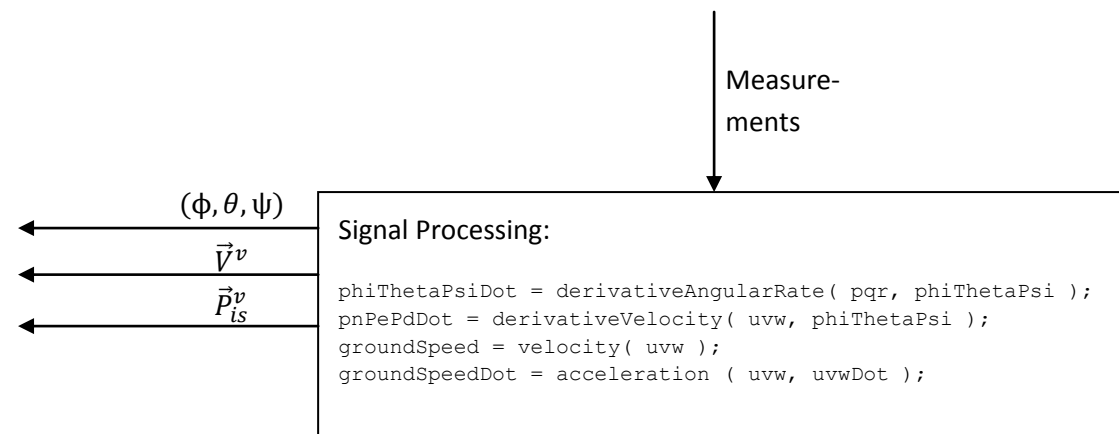 Measure-
ments
(ϕ, θ, ψ)
V⃗ᵛ
P⃗ᵛᵢₛ
Signal Processing:
phiThetaPsiDot = derivativeAngularRate( pqr, phiThetaPsi );
pnPePdDot = derivativeVelocity( uvw, phiThetaPsi );
groundSpeed = velocity( uvw );
groundSpeedDot = acceleration ( uvw, uvwDot );